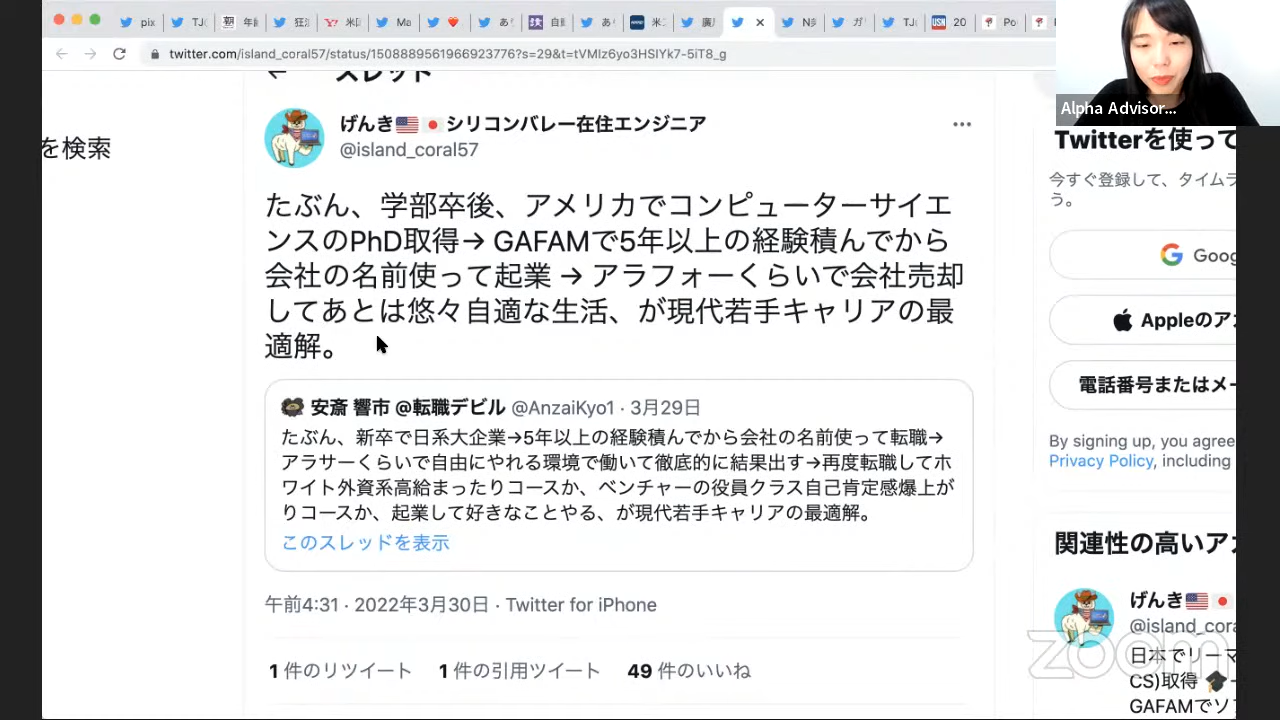 pix
TJ(
年齢
狂
米
Ma
あ
自
あ
米
廣
N
ガ
TJ(
20
Po
twitter.com/island_coral57/status/1508889561966923776?s=29&t=tVMIz6yo3HSIYk7-5iT8_g
Alpha Advisor...
スレッド
を検索
げんき🇺🇸🇯🇵シリコンバレー在住エンジニア
@island_coral57
たぶん、学部卒後、アメリカでコンピューターサイエ
ンスのPhD取得→ GAFAMで5年以上の経験積んでから
会社の名前使って起業 → アラフォーくらいで会社売却
してあとは悠々自適な生活、が現代若手キャリアの最
適解。
安斎 響市 @転職デビル @AnzaiKyo1 · 3月29日
たぶん、新卒で日系大企業→5年以上の経験積んでから会社の名前使って転職→
アラサーくらいで自由にやれる環境で働いて徹底的に結果出す→再度転職してホ
ワイト外資系高給まったりコースか、ベンチャーの役員クラス自己肯定感爆上が
りコースか、起業して好きなことやる、が現代若手キャリアの最適解。
このスレッドを表示
午前4:31 · 2022年3月30日 · Twitter for iPhone
1 件のリツイート 1 件の引用ツイート 49 件のいいね
Twitterを使って
今すぐ登録して、タイムラ
う。
Goog
Appleのア
電話番号またはメー
By signing up, you agree
Privacy Policy, including
関連性の高いア
げんき🇺🇸🇯🇵
@island_cora
日本でリーマ
CS)取得 🎓
GAFAMでソ
zoom